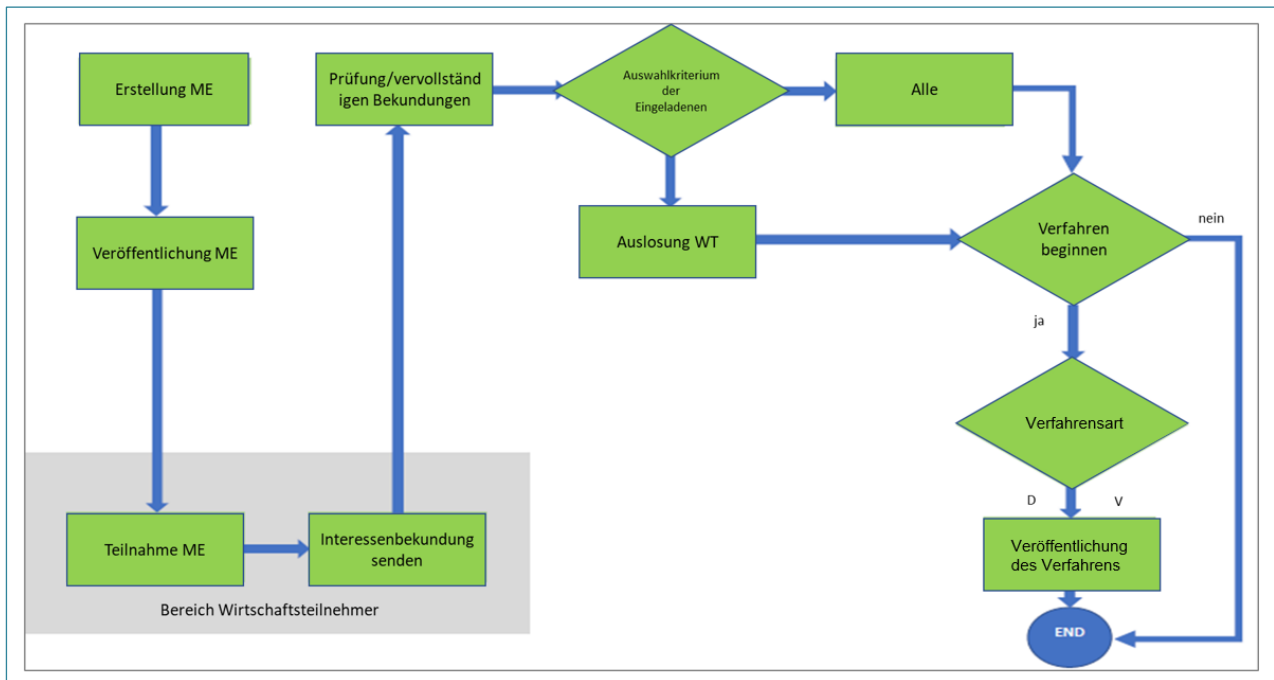 Erstellung ME
Veröffentlichung ME
Teilnahme ME
Interessenbekundung
senden
Bereich Wirtschaftsteilnehmer
Prüfung/vervollständ
igen Bekundungen
Auswahlkriterium
der
Eingeladenen
Alle
Auslosung WT
Verfahren
beginnen
nein
ja
Verfahrensart
D
V
Veröffentlichung
des Verfahrens
END